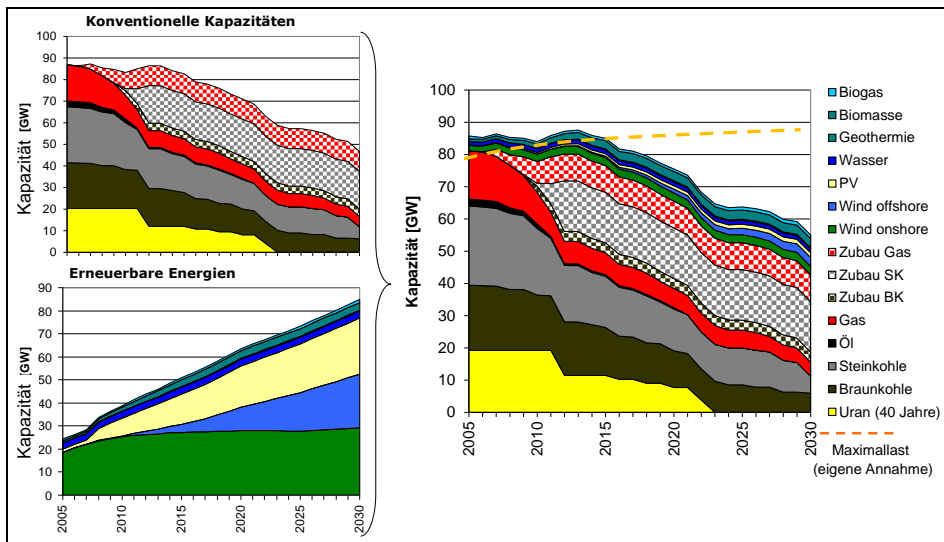 Konventionelle Kapazitäten
Kapazität [GW]
100
90
80
70
60
50
40
30
20
10
0
Erneuerbare Energien
Kapazität [GW]
90
80
70
60
50
40
30
20
10
0
2005
2010
2015
2020
2025
2030
Kapazität [GW]
100
90
80
70
60
50
40
30
20
10
0
2005
2010
2015
2020
2025
2030
Biogas
Biomasse
Geothermie
Wasser
PV
Wind offshore
Wind onshore
Zubau Gas
Zubau SK
Zubau BK
Gas
Öl
Steinkohle
Braunkohle
Uran (40 Jahre)
Maximallast
(eigene Annahme)